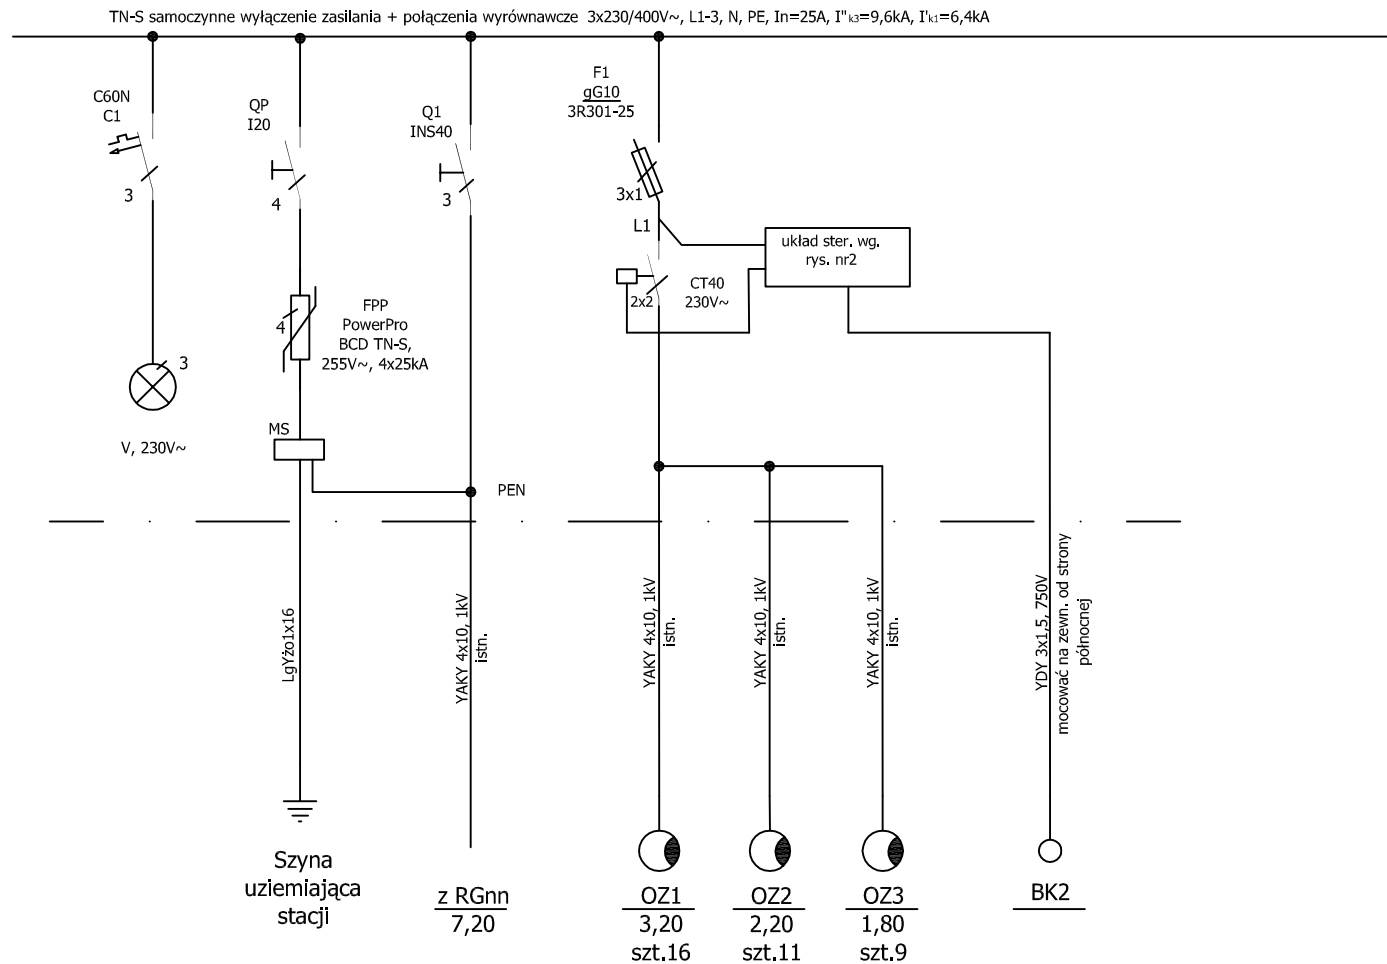 TN-S samoczynne wyłączenie zasilania + połączenia wyrównawcze 3x230/400V~, L1-3, N, PE, In=25A, I"k3=9,6kA, I'k1=6,4kA
C60N
C1
3
3
V, 230V~
QP
I20
4
4
FPP
PowerPro
BCD TN-S,
255V~, 4x25kA
MS
Q1
INS40
3
PEN
F1
gG10
3R301-25
3x1
L1
2x2
CT40
230V~
układ ster. wg.
rys. nr2
LgYżo1x16
YAKY 4x10, 1kV
istn.
YAKY 4x10, 1kV
istn.
YAKY 4x10, 1kV
istn.
YAKY 4x10, 1kV
istn.
YDY 3x1,5, 750V
mocować na zewn. od strony
północnej
Szyna
uziemiająca
stacji
z RGnn
7,20
OZ1
3,20
szt.16
OZ2
2,20
szt.11
OZ3
1,80
szt.9
BK2